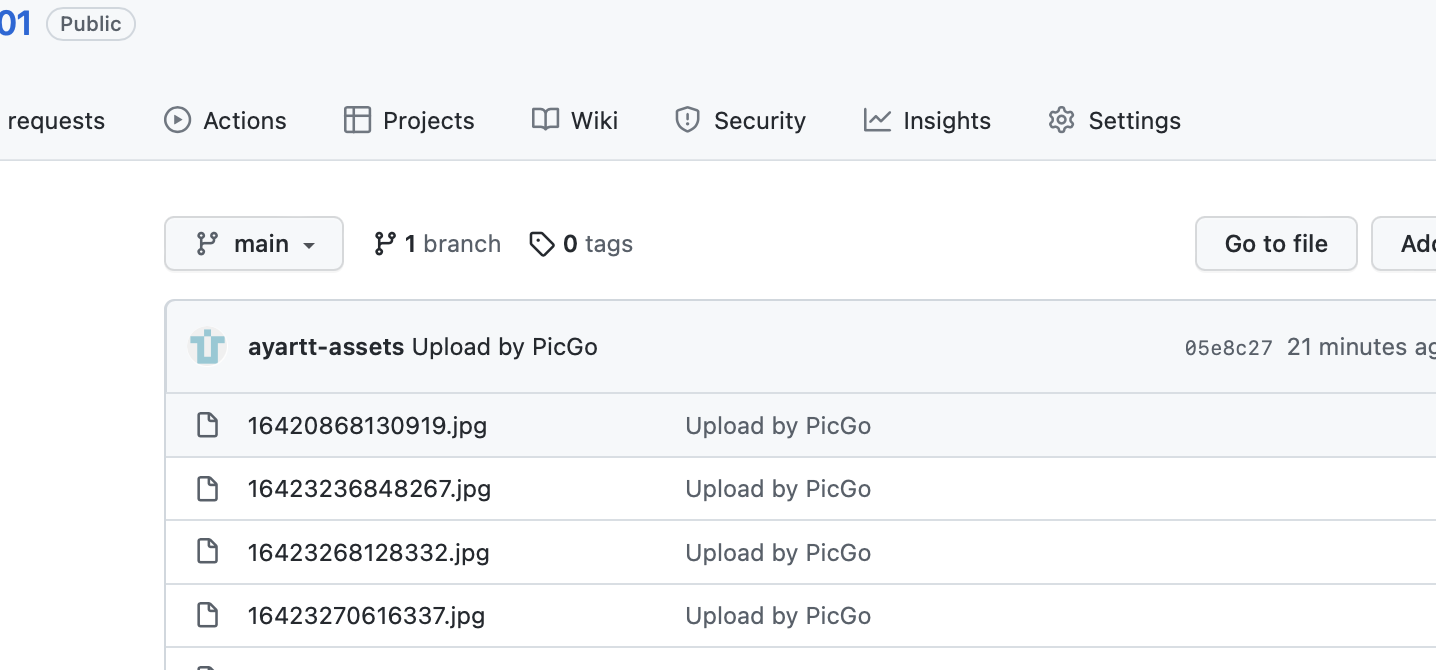 01 Public
requests Actions Projects Wiki Security Insights Settings
main 1 branch 0 tags Go to file
ayartt-assets Upload by PicGo 05e8c27 21 minutes
16420868130919.jpg Upload by PicGo
16423236848267.jpg Upload by PicGo
16423268128332.jpg Upload by PicGo
16423270616337.jpg Upload by PicGo